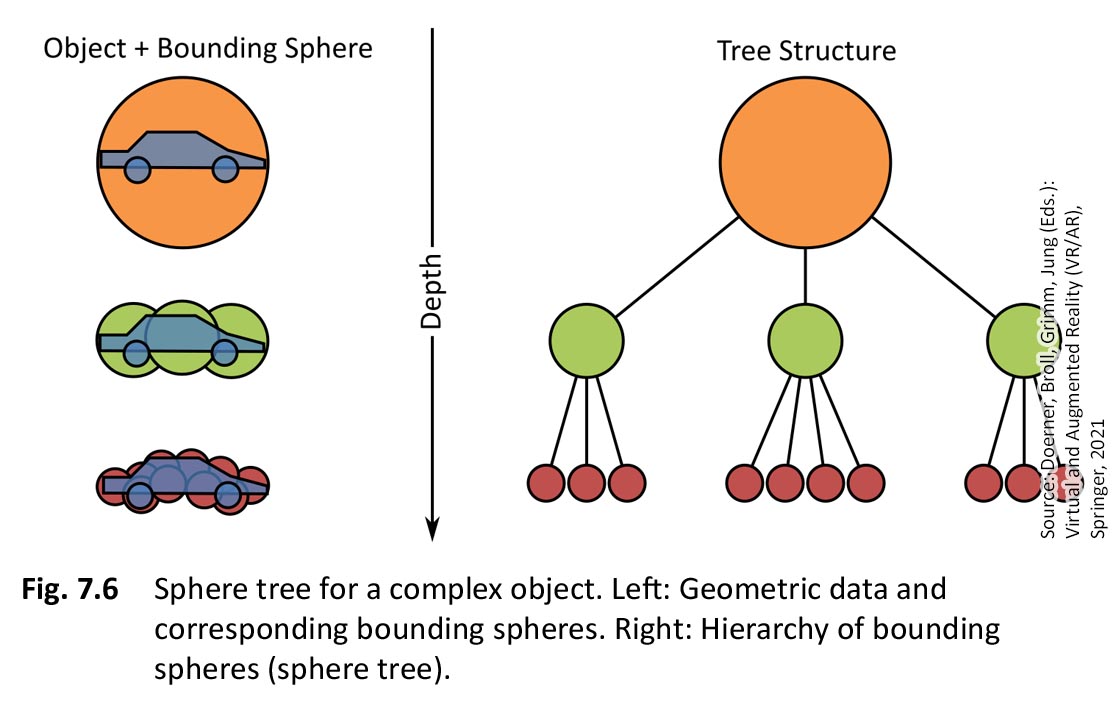 Object + Bounding Sphere
Tree Structure
Depth
Source: Doerner, Broll, Grimm, Jung (Eds.):
Virtual and Augmented Reality (VR/AR),
Springer, 2021
Fig. 7.6 Sphere tree for a complex object. Left: Geometric data and
corresponding bounding spheres. Right: Hierarchy of bounding
spheres (sphere tree).